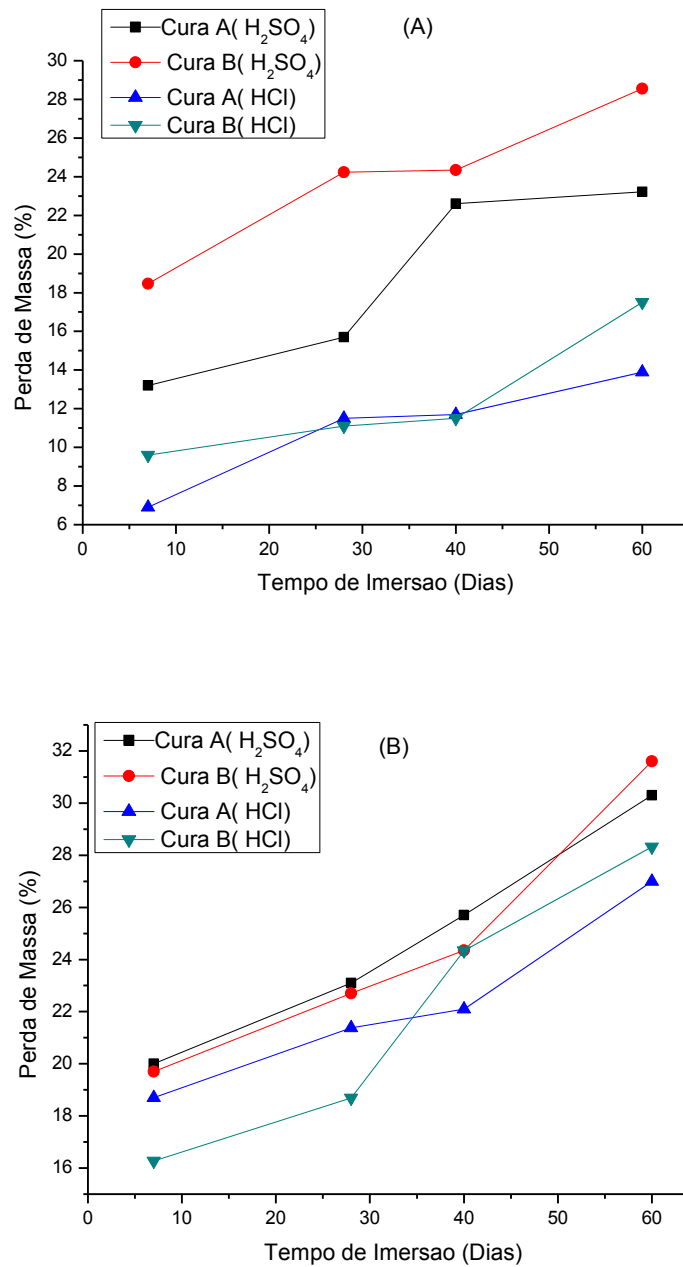 Cura A( H₂SO₄)
Cura B( H₂SO₄)
Cura A( HCl)
Cura B( HCl)
(A)
30
28
26
24
22
20
18
16
14
12
10
8
6
Perda de Massa (%)
0 10 20 30 40 50 60
Tempo de Imersao (Dias)
Cura A( H₂SO₄)
Cura B( H₂SO₄)
Cura A( HCl)
Cura B( HCl)
(B)
32
30
28
26
24
22
20
18
16
Perda de Massa (%)
0 10 20 30 40 50 60
Tempo de Imersao (Dias)